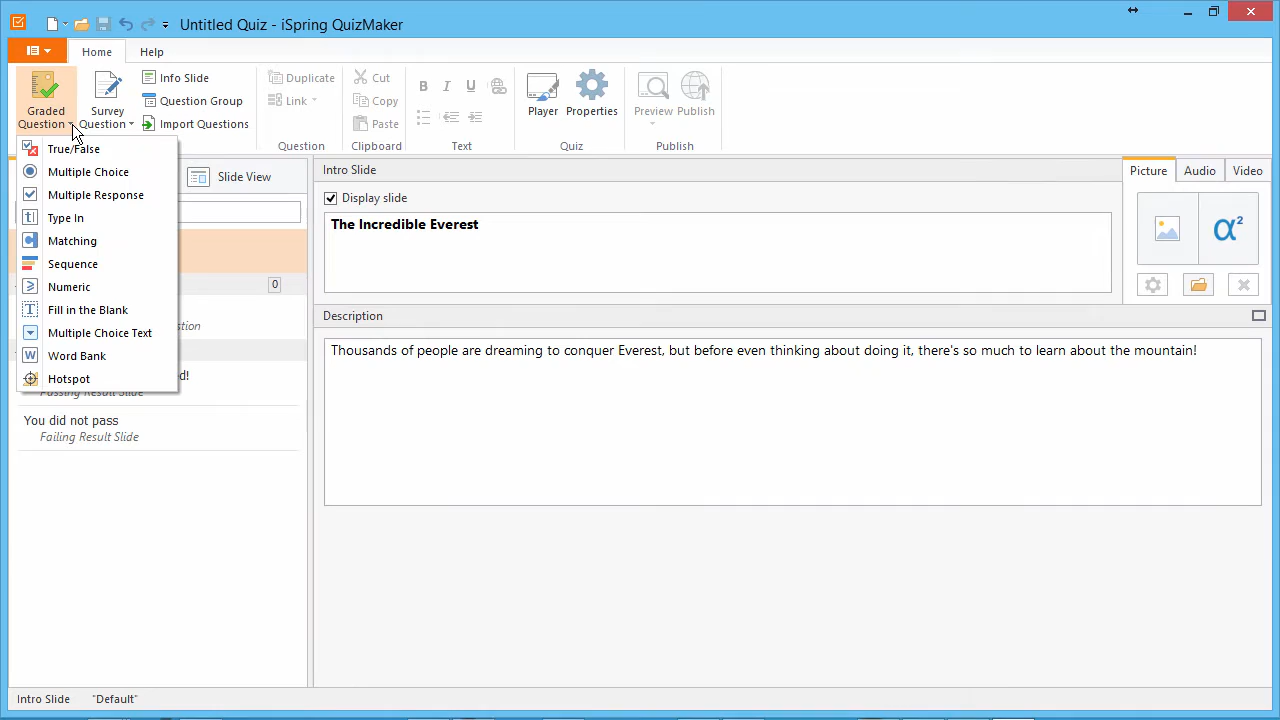 Untitled Quiz - iSpring QuizMaker
Home
Help
Graded
Question
Survey
Question
Info Slide
Question Group
Import Questions
Duplicate
Link
Question
Cut
Copy
Paste
Clipboard
B I U
Text
Player
Properties
Quiz
Preview
Publish
Publish
True/False
Multiple Choice
Multiple Response
Type In
Matching
Sequence
Numeric
Fill in the Blank
Multiple Choice Text
Word Bank
Hotspot
Slide View
0
Passing Result Slide
You did not pass
Failing Result Slide
Intro Slide
Display slide
The Incredible Everest
Picture
Audio
Video
α²
Description
Thousands of people are dreaming to conquer Everest, but before even thinking about doing it, there's so much to learn about the mountain!
Intro Slide
"Default"